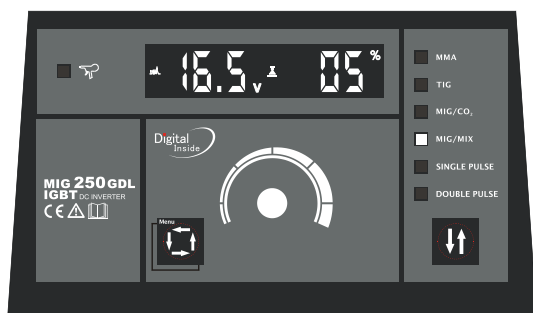 16.5 V 05 %
MMA
TIG
MIG/CO₂
MIG/MIX
SINGLE PULSE
DOUBLE PULSE
Digital
Inside
MIG 250 GDL
IGBT DC INVERTER
CE
Menu